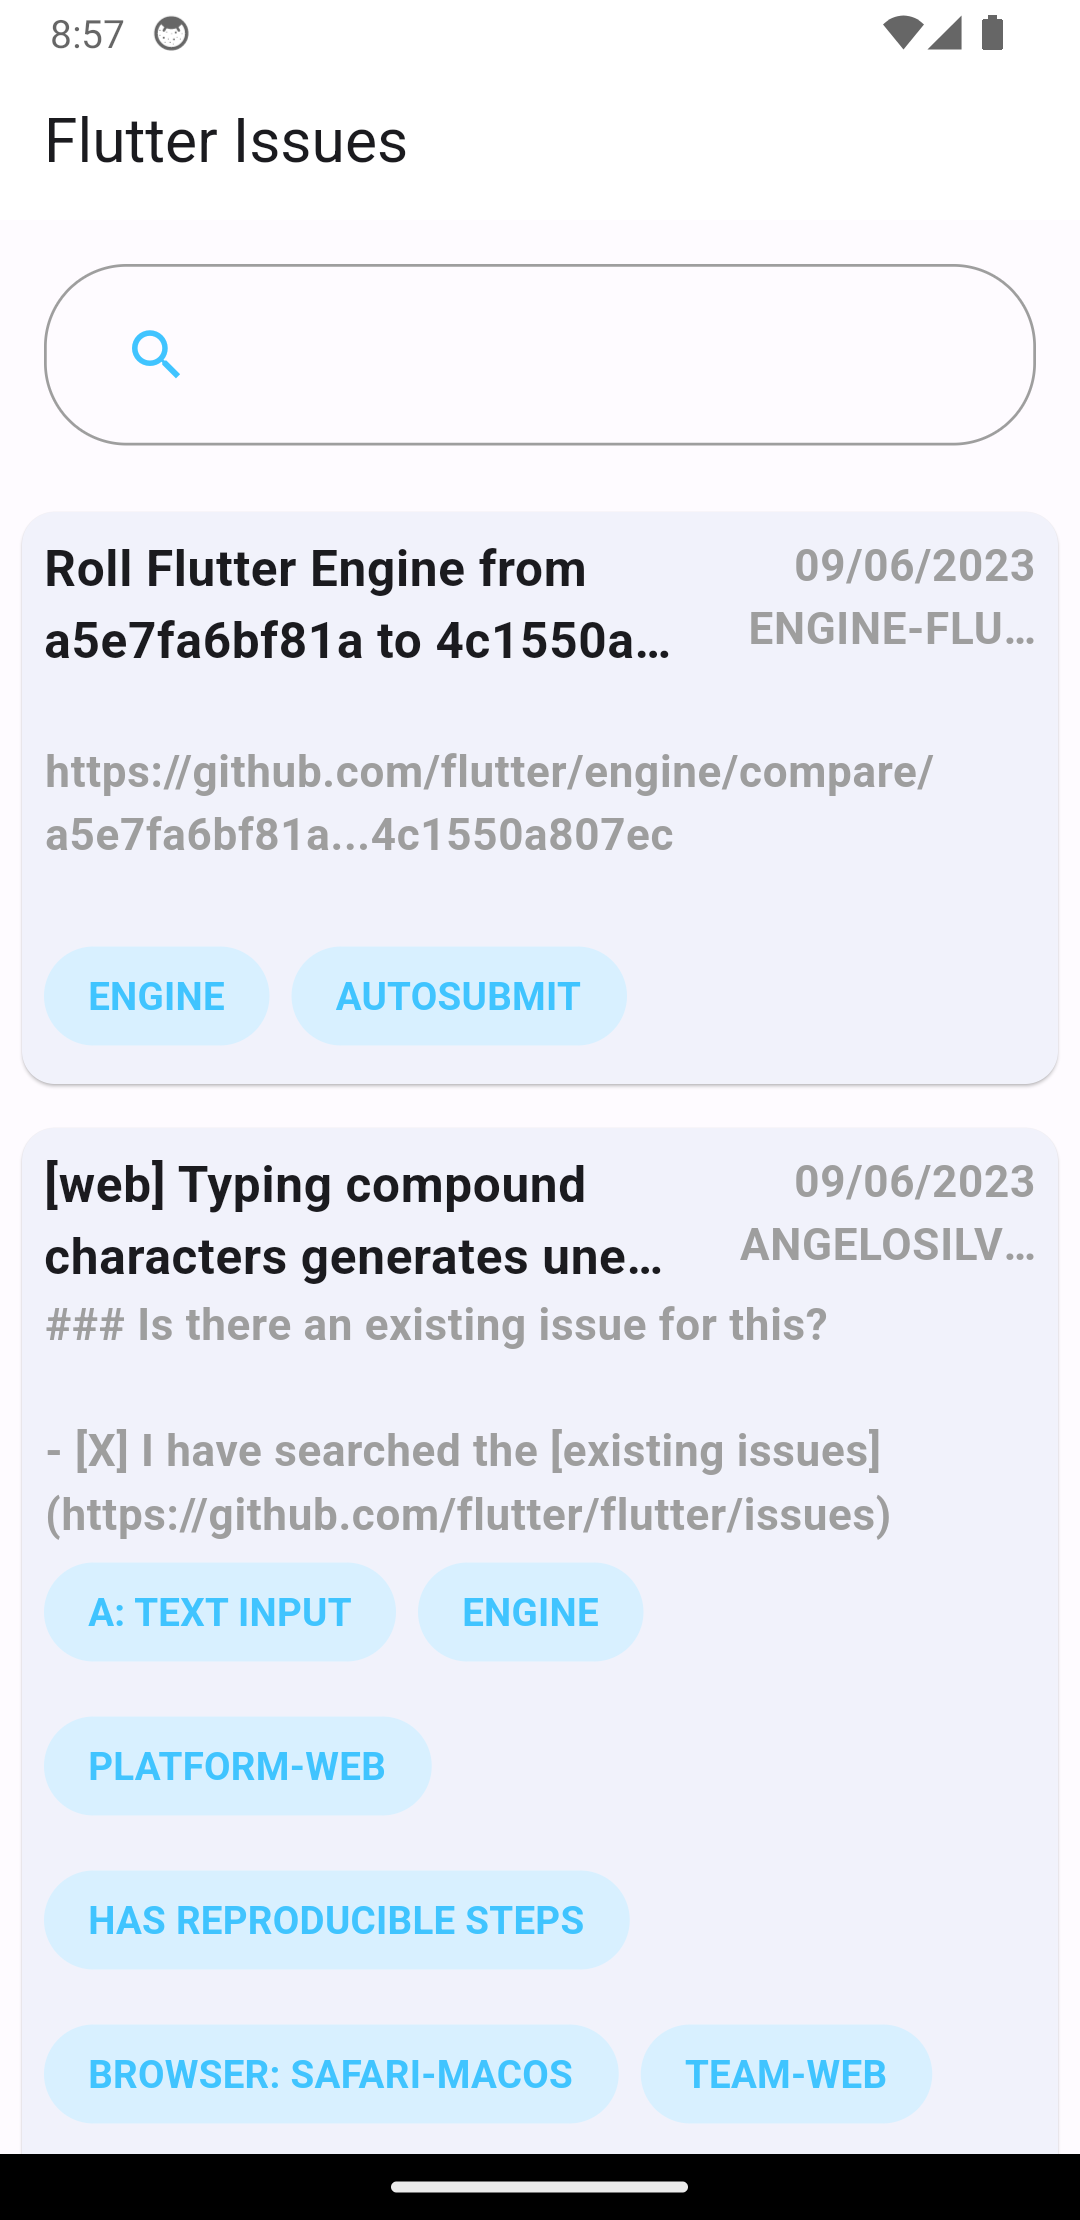 8:57
Flutter Issues
Roll Flutter Engine from
a5e7fa6bf81a to 4c1550a…
09/06/2023
ENGINE-FLU…
https://github.com/flutter/engine/compare/
a5e7fa6bf81a...4c1550a807ec
ENGINE
AUTOSUBMIT
[web] Typing compound
characters generates une…
09/06/2023
ANGELOSILV…
### Is there an existing issue for this?
- [X] I have searched the [existing issues]
(https://github.com/flutter/flutter/issues)
A: TEXT INPUT
ENGINE
PLATFORM-WEB
HAS REPRODUCIBLE STEPS
BROWSER: SAFARI-MACOS
TEAM-WEB